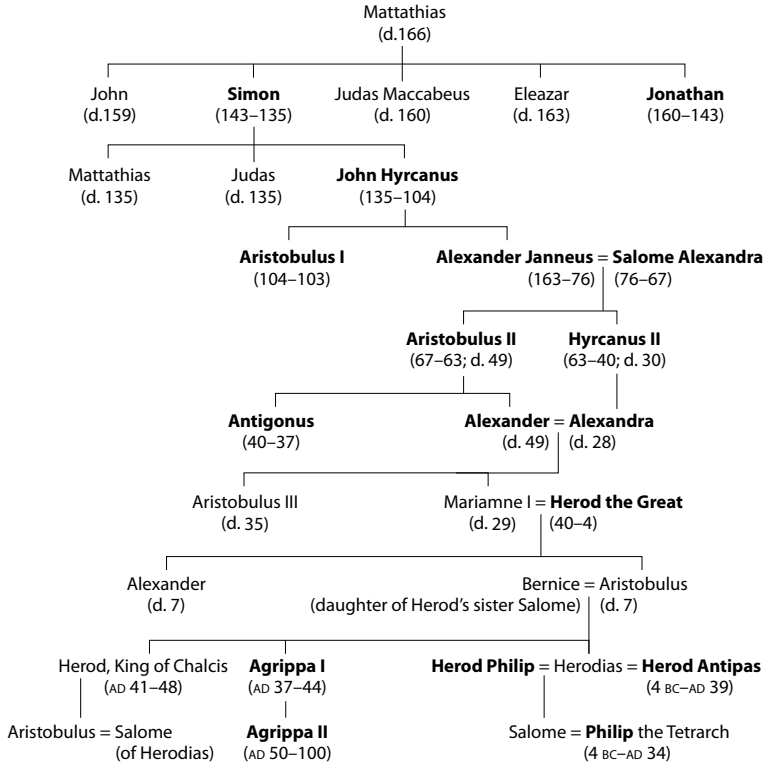 Mattathias
(d.166)
John Simon Judas Maccabeus Eleazar Jonathan
(d.159) (143–135) (d. 160) (d. 163) (160–143)
Mattathias Judas John Hyrcanus
(d. 135) (d. 135) (135–104)
Aristobulus I Alexander Janneus = Salome Alexandra
(104–103) (163–76) (76–67)
Aristobulus II Hyrcanus II
(67–63; d. 49) (63–40; d. 30)
Antigonus Alexander = Alexandra
(40–37) (d. 49) (d. 28)
Aristobulus III Mariamne I = Herod the Great
(d. 35) (d. 29) (40–4)
Alexander Bernice = Aristobulus
(d. 7) (daughter of Herod’s sister Salome) (d. 7)
Herod, King of Chalcis Agrippa I Herod Philip = Herodias = Herod Antipas
(AD 41–48) (AD 37–44) (4 BC–AD 39)
Aristobulus = Salome Agrippa II Salome = Philip the Tetrarch
(of Herodias) (AD 50–100) (4 BC–AD 34)